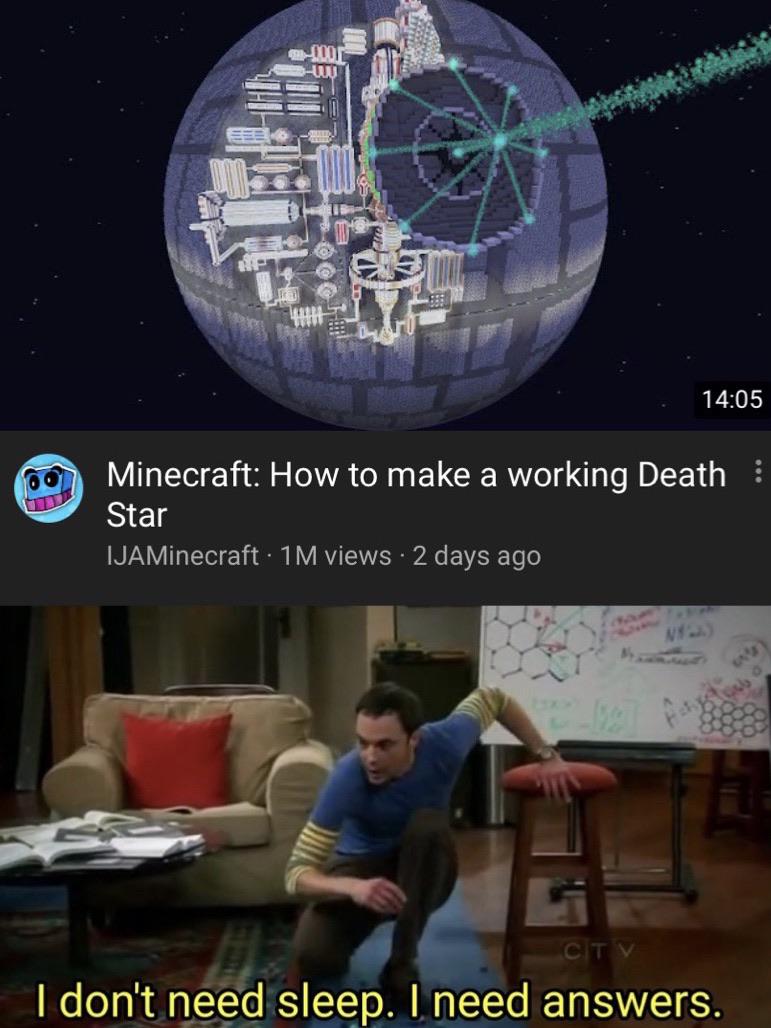 14:05
Minecraft: How to make a working Death
Star
IJAMinecraft · 1M views · 2 days ago
CITV
I don't need sleep. I need answers.